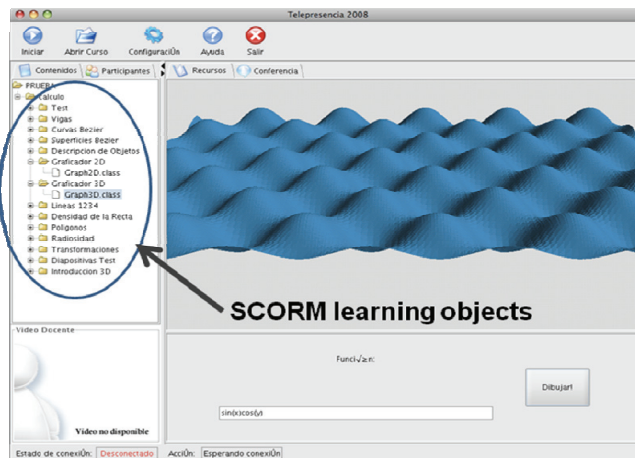 Telepresencia 2008
Iniciar Abrir Curso ConfiguraciÛn Ayuda Salir
Contenidos Participantes Recursos Conferencia
PRUEBA
calculo
Test
Vigas
Curvas Bezier
Superficies Bezier
Descripcion de Objetos
Graficador 2D
Graph2D.class
Graficador 3D
Graph3D.class
Lineas 1234
Densidad de la Recta
Poligonos
Radiosidad
Transformaciones
Diapositivas Test
Introduccion 3D
SCORM learning objects
Video Docente
Video no disponible
Funci√≥n:
Dibujar!
sin(x)cos(y)
Estado de conexiÛn: Desconectado AcciÛn: Esperando conexiÛn